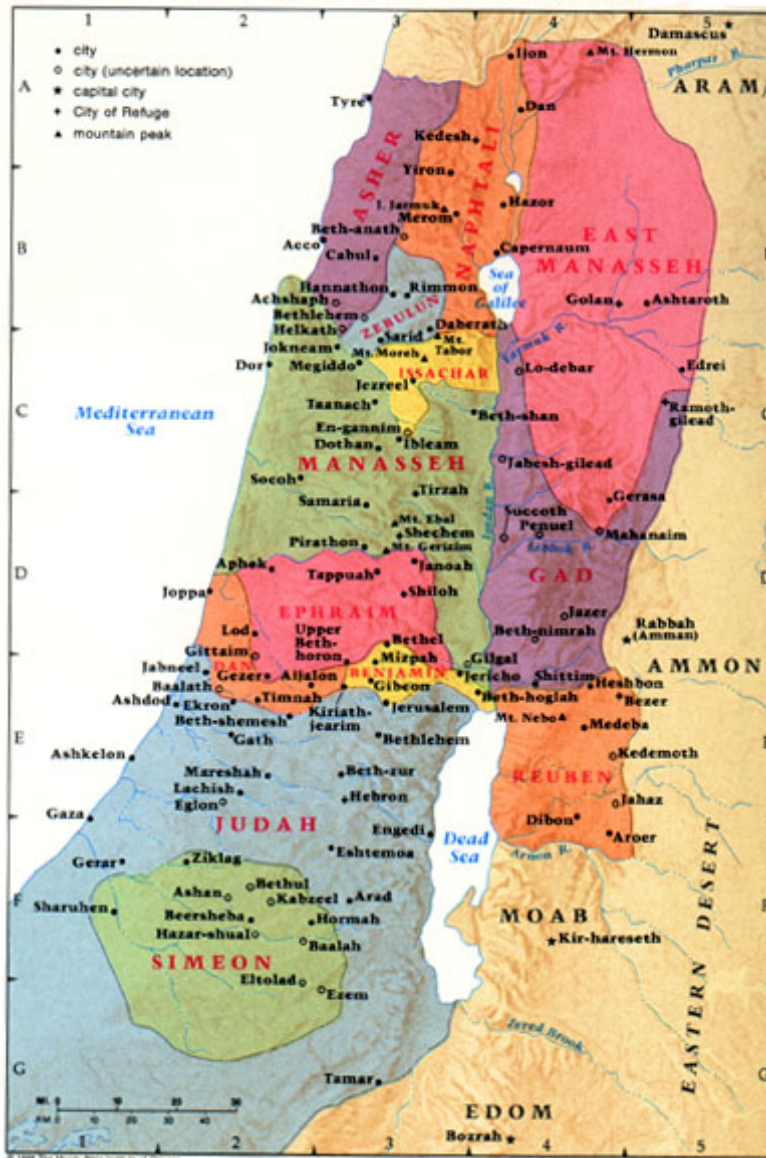 1
2
3
4
5
city
city (uncertain location)
capital city
City of Refuge
mountain peak
Damascus
Ijon
Mt. Hermon
Pharpar R.
A
ARAM
Tyre
Dan
ASHER
NAPHTALI
Kedesh
Yiron
J. Jarmuk
Merom
Hazor
B
Beth-anath
Acco
Cabul
Capernaum
EAST
MANASSEH
Sea
of
Galilee
Hannathon
Rimmon
Achshaph
Golan
Ashtaroth
Bethlehem
ZEBULUN
Helkath
Daberath
Sarid
Mt.
Tabor
Yarmuk R.
Jokneam
Mt. Moreh
Dor
Megiddo
ISSACHAR
Lo-debar
Edrei
Jezreel
C
Mediterranean
Sea
Taanach
Beth-shan
Ramoth-
gilead
En-gannim
Dothan
Ibleam
MANASSEH
Jabesh-gilead
Socoh
Tirzah
Samaria
Gerasa
Jordan R.
Mt. Ebal
Shechem
Succoth
Penuel
Mahanaim
Pirathon
Mt. Gerizim
Jabbok R.
D
Aphek
Janoah
Tappuah
GAD
Joppa
Shiloh
EPHRAIM
Jazer
Lod
Upper
Beth-
horon
Bethel
Beth-nimrah
Rabbah
(Amman)
Gittaim
DAN
Mizpah
Gilgal
Jabneel
BENJAMIN
AMMON
Gezer
Aijalon
Gibeon
Jericho
Shittim
Heshbon
Baalath
Ashdod
Ekron
Timnah
Beth-hoglah
Bezer
Beth-shemesh
Kiriath-
jearim
Jerusalem
Mt. Nebo
Medeba
E
Gath
Bethlehem
Ashkelon
Kedemoth
Mareshah
Beth-zur
REUBEN
Lachish
Eglon
Hebron
Jahaz
Gaza
JUDAH
Engedi
Dead
Sea
Dibon
Aroer
Eshtemoa
Arnon R.
Gerar
Ziklag
EASTERN DESERT
F
Bethul
Ashan
Kabzeel
Arad
Sharuhen
Beersheba
Hormah
MOAB
Hazar-shual
Baalah
Kir-hareseth
SIMEON
Eltolad
Ezem
Zered Brook
G
Tamar
EDOM
Bozrah
1
2
3
4
5